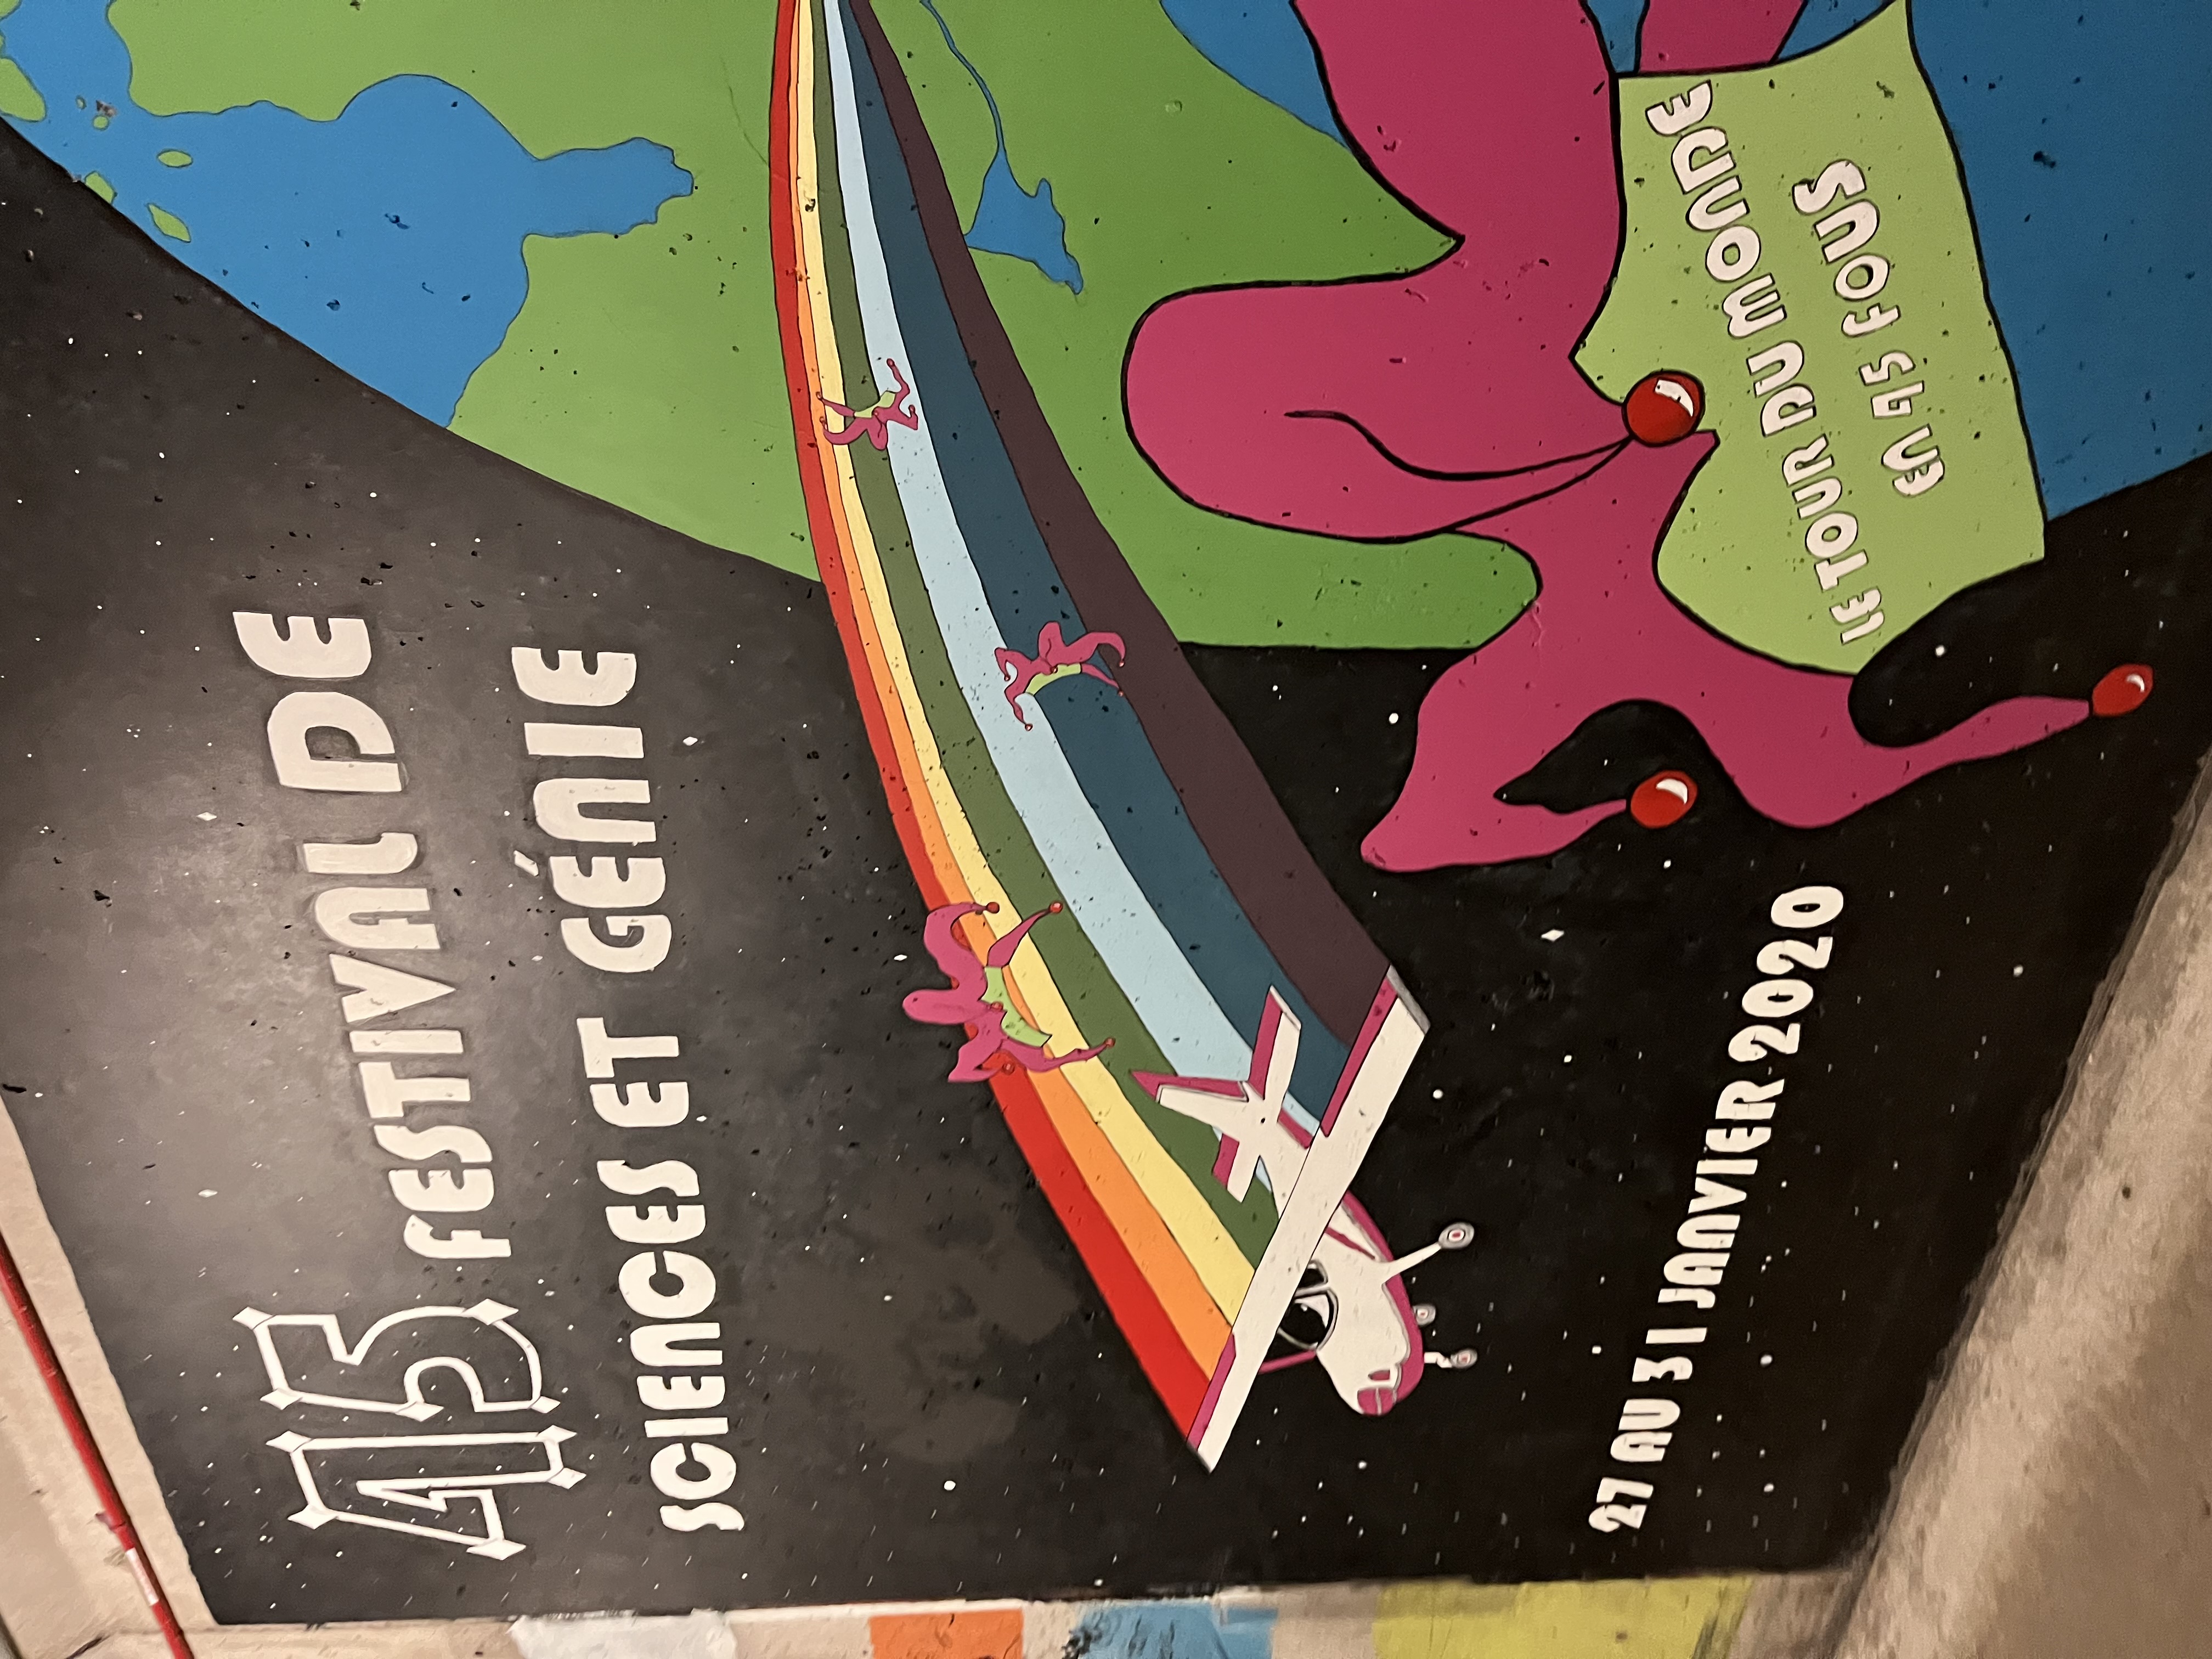 45 FESTIVAL DE
SCIENCES ET GÉNIE
27 AU 31 JANVIER 2020
LE TOUR DU MONDE
EN 45 FOUS